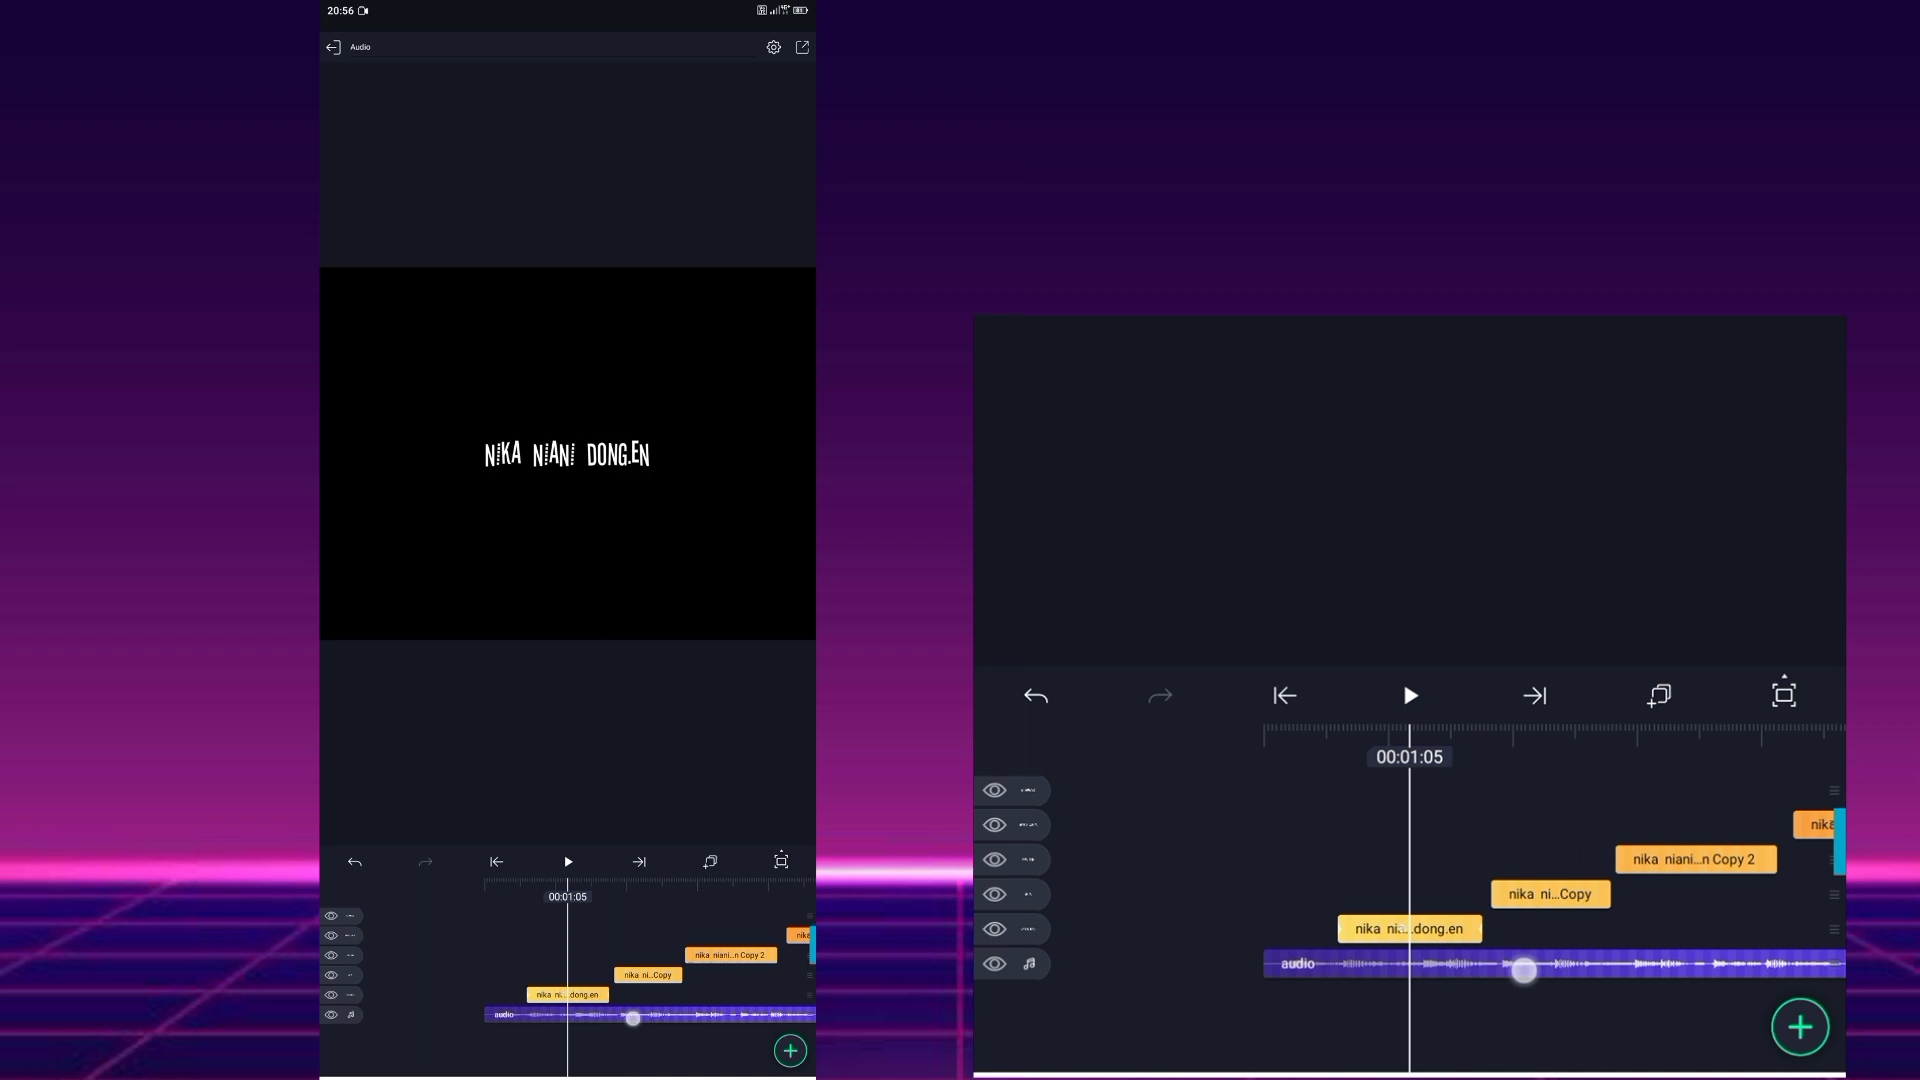 20:56
Audio
NiKA NiANi DONG.EN
00:01:05
nika
nika niani...n Copy 2
nika ni...Copy
nika ni...dong.en
audio
00:01:05
nika
nika niani...n Copy 2
nika ni...Copy
nika nia...dong.en
audio